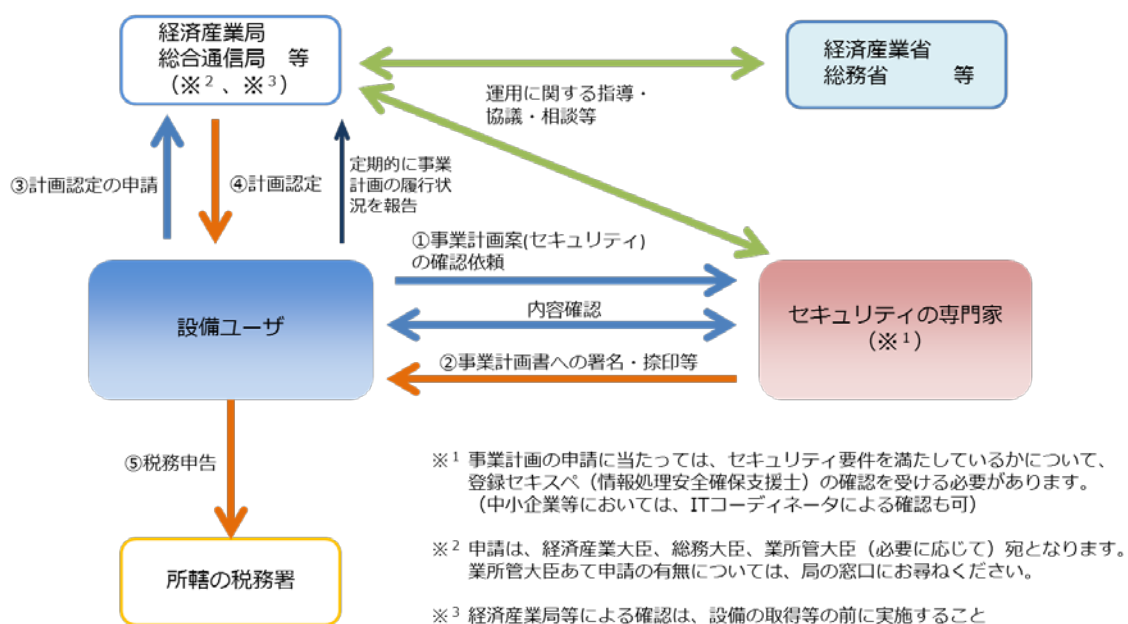 経済産業局
総合通信局　等
（※2 、※3）
経済産業省
総務省　　等
運用に関する指導・
協議・相談等
③計画認定の申請
④計画認定
定期的に事業
計画の履行状
況を報告
①事業計画案(セキュリティ)
の確認依頼
設備ユーザ
内容確認
セキュリティの専門家
（※1）
②事業計画書への署名・捺印等
⑤税務申告
所轄の税務署
※1 事業計画の申請に当たっては、セキュリティ要件を満たしているかについて、
登録セキスペ（情報処理安全確保支援士）の確認を受ける必要があります。
（中小企業等においては、ITコーディネータによる確認も可）
※2 申請は、経済産業大臣、総務大臣、業所管大臣（必要に応じて）宛となります。
業所管大臣あて申請の有無については、局の窓口にお尋ねください。
※3 経済産業局等による確認は、設備の取得等の前に実施すること